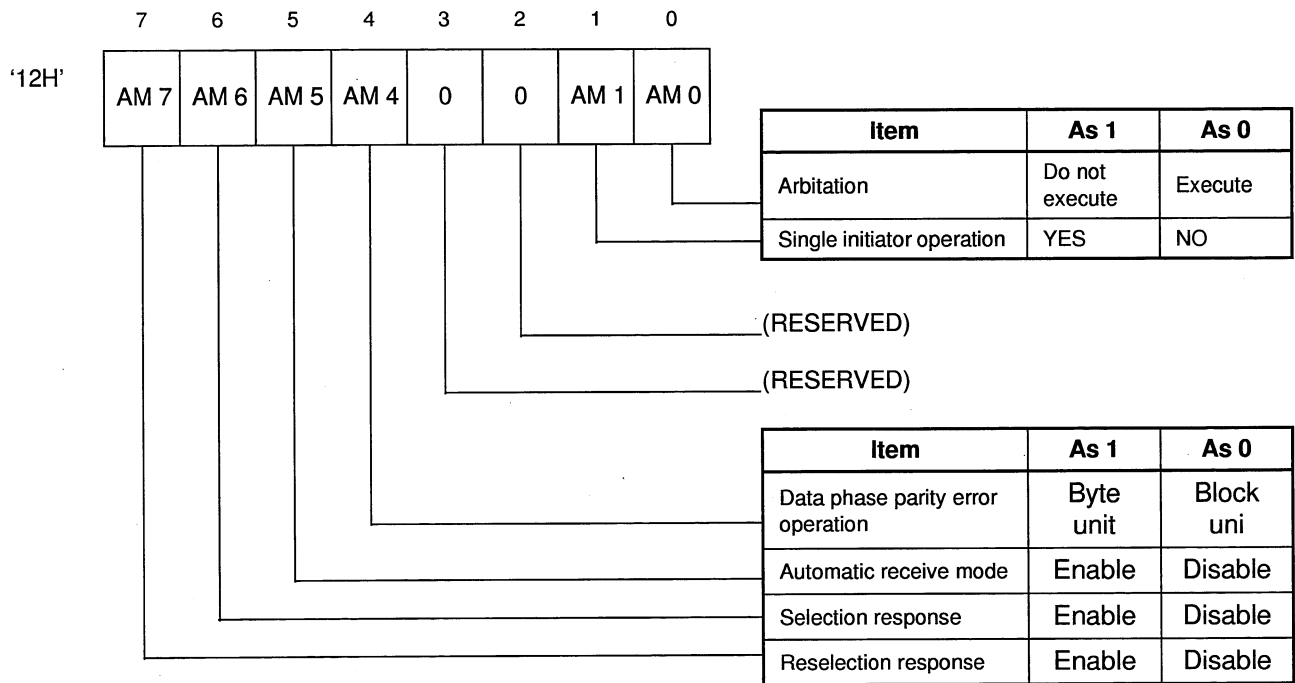 7 6 5 4 3 2 1 0
‘12H’ AM 7 AM 6 AM 5 AM 4 0 0 AM 1 AM 0
Item As 1 As 0
Arbitation Do not execute Execute
Single initiator operation YES NO
(RESERVED)
(RESERVED)
Item As 1 As 0
Data phase parity error operation Byte unit Block uni
Automatic receive mode Enable Disable
Selection response Enable Disable
Reselection response Enable Disable